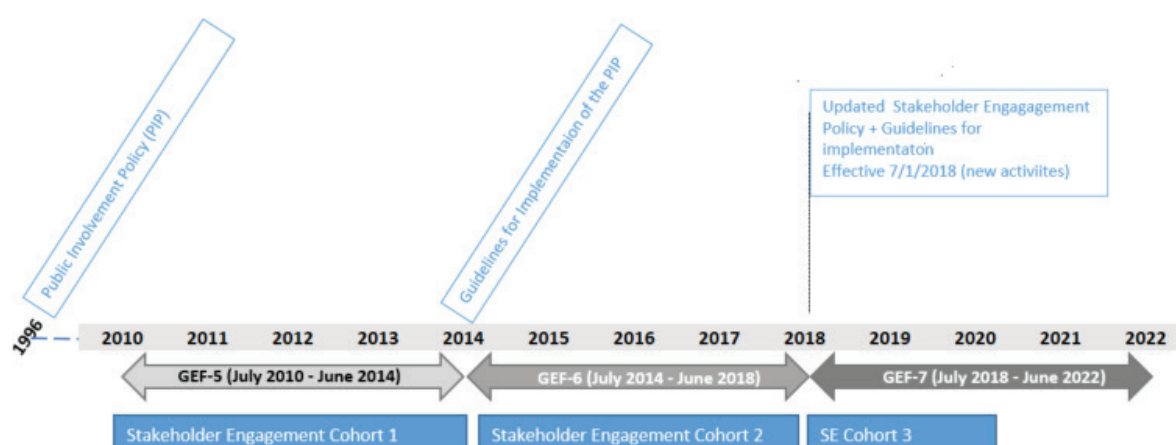 Public Involvement Policy (PIP)
Guidelines for Implementaion of the PIP
Updated Stakeholder Engagagement
Policy + Guidelines for
implementaton
Effective 7/1/2018 (new activiites)
1996
2010 2011 2012 2013 2014 2015 2016 2017 2018 2019 2020 2021 2022
GEF-5 (July 2010 - June 2014) GEF-6 (July 2014 - June 2018) GEF-7 (July 2018 - June 2022)
Stakeholder Engagement Cohort 1 Stakeholder Engagement Cohort 2 SE Cohort 3